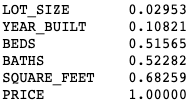 LOT_SIZE 0.02953
YEAR_BUILT 0.10821
BEDS 0.51565
BATHS 0.52282
SQUARE_FEET 0.68259
PRICE 1.00000